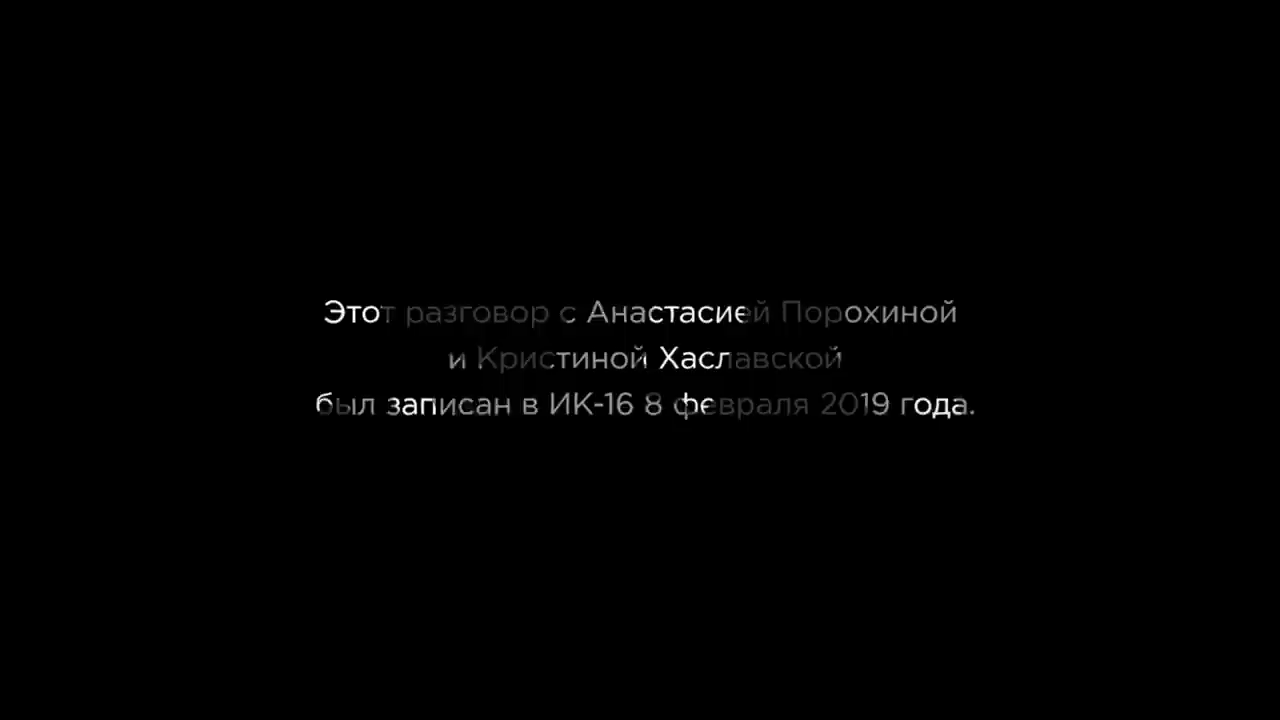 Этот разговор с Анастасией Порохиной
и Кристиной Хаславской
был записан в ИК-16 8 февраля 2019 года.